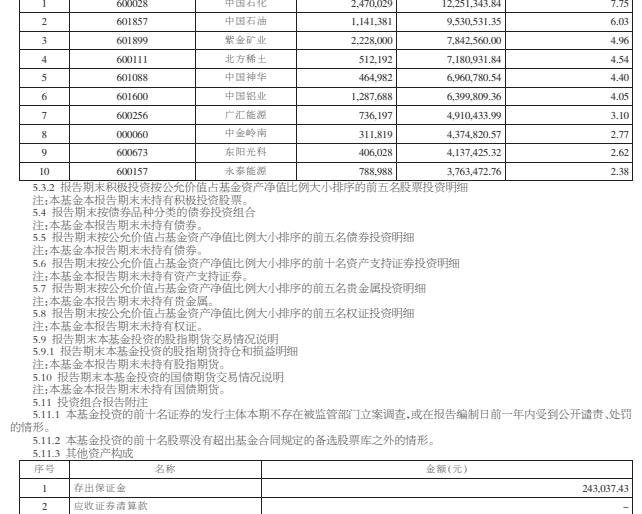 1 600028 中国石化 2,470,029 12,251,343.84 7.75
2 601857 中国石油 1,141,381 9,530,531.35 6.03
3 601899 紫金矿业 2,228,000 7,842,560.00 4.96
4 600111 北方稀土 512,192 7,180,931.84 4.54
5 601088 中国神华 464,982 6,960,780.54 4.40
6 601600 中国铝业 1,287,688 6,399,809.36 4.05
7 600256 广汇能源 736,197 4,910,433.99 3.10
8 000060 中金岭南 311,819 4,374,820.57 2.77
9 600673 东阳光科 406,028 4,137,425.32 2.62
10 600157 永泰能源 788,988 3,763,472.76 2.38
5.3.2 报告期末积极投资按公允价值占基金资产净值比例大小排序的前五名股票投资明细
注:本基金本报告期末未持有积极投资股票。
5.4 报告期末按债券品种分类的债券投资组合
注:本基金本报告期末未持有债券。
5.5 报告期末按公允价值占基金资产净值比例大小排序的前五名债券投资明细
注:本基金本报告期末未持有债券。
5.6 报告期末按公允价值占基金资产净值比例大小排序的前十名资产支持证券投资明细
注:本基金本报告期末未持有资产支持证券。
5.7 报告期末按公允价值占基金资产净值比例大小排序的前五名贵金属投资明细
注:本基金本报告期末未持有贵金属。
5.8 报告期末按公允价值占基金资产净值比例大小排序的前五名权证投资明细
注:本基金本报告期末未持有权证。
5.9 报告期末本基金投资的股指期货交易情况说明
5.9.1 报告期末本基金投资的股指期货持仓和损益明细
注:本基金本报告期末未持有股指期货。
5.10 报告期末本基金投资的国债期货交易情况说明
注:本基金本报告期末未持有国债期货。
5.11 投资组合报告附注
5.11.1 本基金投资的前十名证券的发行主体本期不存在被监管部门立案调查,或在报告编制日前一年内受到公开谴责、处罚
的情形。
5.11.2 本基金投资的前十名股票没有超出基金合同规定的备选股票库之外的情形。
5.11.3 其他资产构成
序号 名称 金额(元)
1 存出保证金 243,037.43
2 应收证券清算款 –